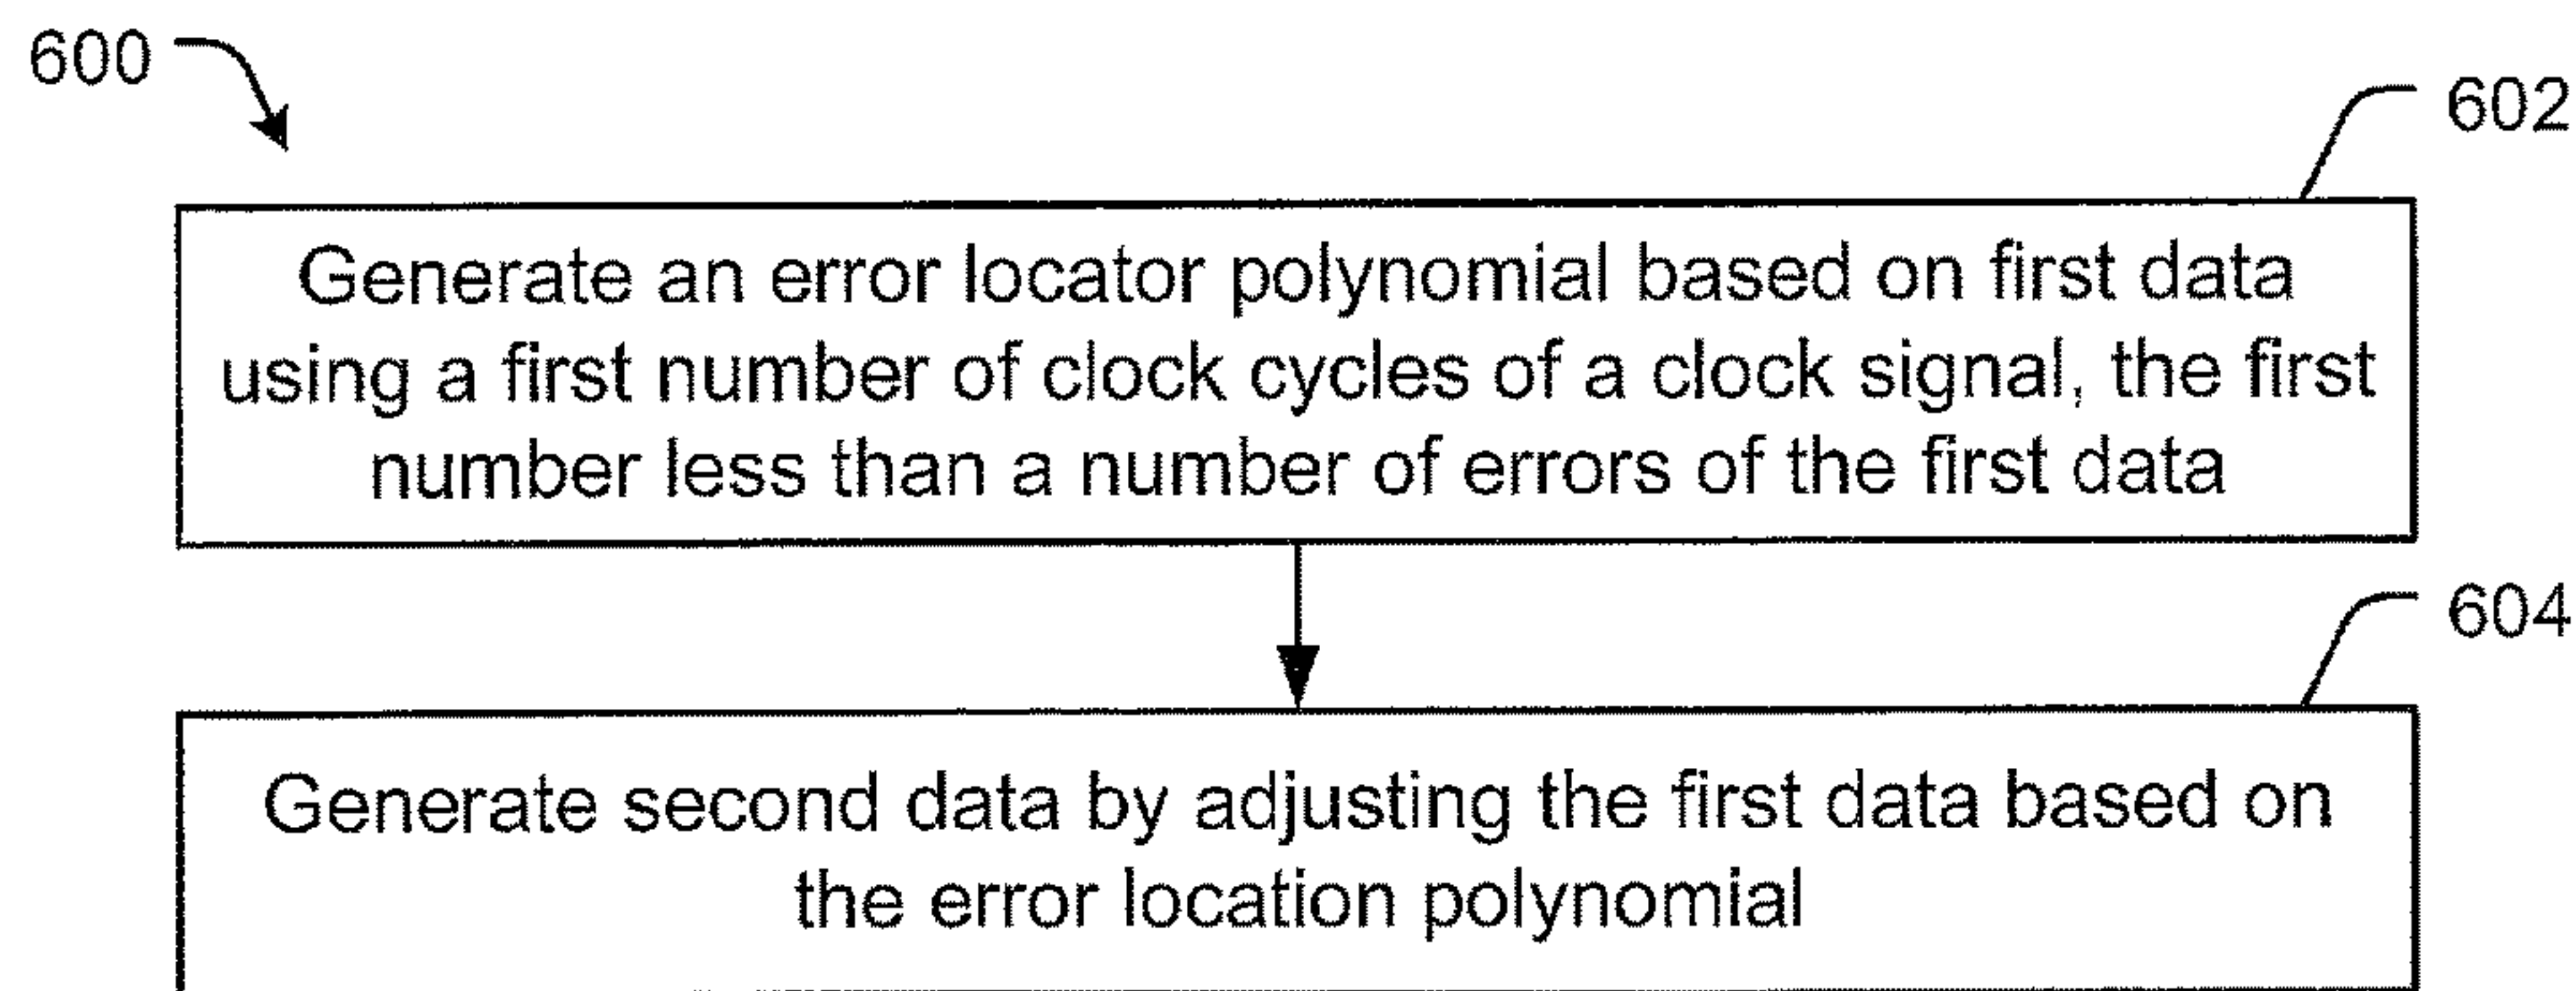 600
602
Generate an error locator polynomial based on first data
using a first number of clock cycles of a clock signal, the first
number less than a number of errors of the first data
604
Generate second data by adjusting the first data based on
the error location polynomial